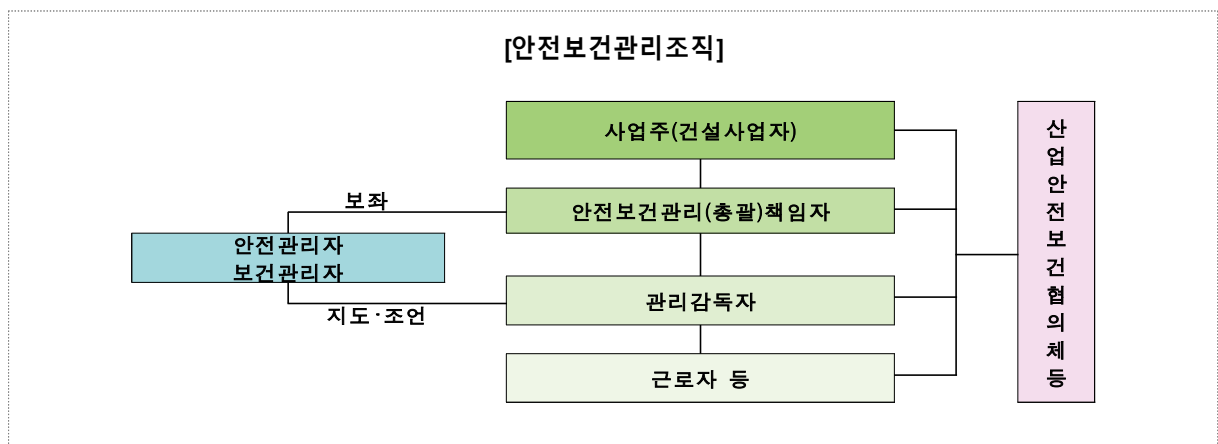 [안전보건관리조직]
사업주(건설사업자)
보좌
안전보건관리(총괄)책임자
안전관리자
보건관리자
관리감독자
지도·조언
근로자 등
산업안전보건협의체등